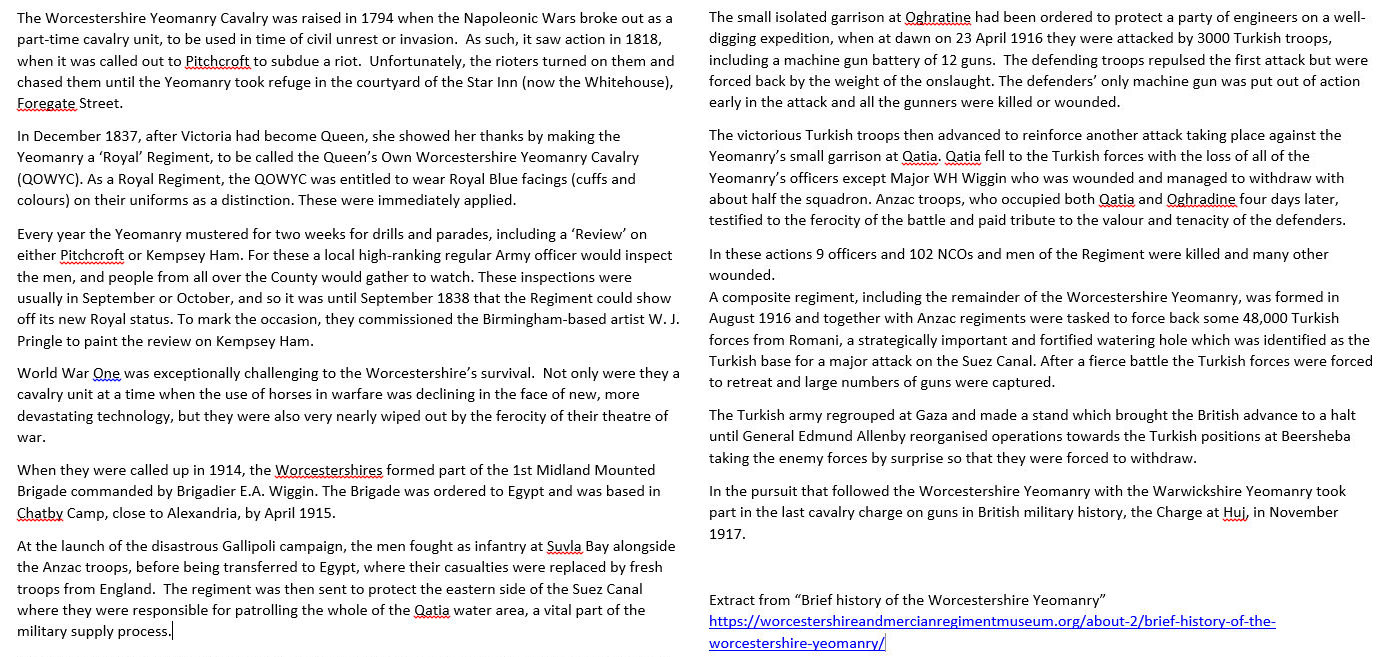 The Worcestershire Yeomanry Cavalry was raised in 1794 when the Napoleonic Wars broke out as a
part-time cavalry unit, to be used in time of civil unrest or invasion.  As such, it saw action in 1818,
when it was called out to Pitchcroft to subdue a riot.  Unfortunately, the rioters turned on them and
chased them until the Yeomanry took refuge in the courtyard of the Star Inn (now the Whitehouse),
Foregate Street.
In December 1837, after Victoria had become Queen, she showed her thanks by making the
Yeomanry a ‘Royal’ Regiment, to be called the Queen’s Own Worcestershire Yeomanry Cavalry
(QOWYC). As a Royal Regiment, the QOWYC was entitled to wear Royal Blue facings (cuffs and
colours) on their uniforms as a distinction. These were immediately applied.
Every year the Yeomanry mustered for two weeks for drills and parades, including a ‘Review’ on
either Pitchcroft or Kempsey Ham. For these a local high-ranking regular Army officer would inspect
the men, and people from all over the County would gather to watch. These inspections were
usually in September or October, and so it was until September 1838 that the Regiment could show
off its new Royal status. To mark the occasion, they commissioned the Birmingham-based artist W. J.
Pringle to paint the review on Kempsey Ham.
World War One was exceptionally challenging to the Worcestershire’s survival.  Not only were they a
cavalry unit at a time when the use of horses in warfare was declining in the face of new, more
devastating technology, but they were also very nearly wiped out by the ferocity of their theatre of
war.
When they were called up in 1914, the Worcestershires formed part of the 1st Midland Mounted
Brigade commanded by Brigadier E.A. Wiggin. The Brigade was ordered to Egypt and was based in
Chatby Camp, close to Alexandria, by April 1915.
At the launch of the disastrous Gallipoli campaign, the men fought as infantry at Suvla Bay alongside
the Anzac troops, before being transferred to Egypt, where their casualties were replaced by fresh
troops from England.  The regiment was then sent to protect the eastern side of the Suez Canal
where they were responsible for patrolling the whole of the Qatia water area, a vital part of the
military supply process.
The small isolated garrison at Oghratine had been ordered to protect a party of engineers on a well-
digging expedition, when at dawn on 23 April 1916 they were attacked by 3000 Turkish troops,
including a machine gun battery of 12 guns.  The defending troops repulsed the first attack but were
forced back by the weight of the onslaught. The defenders’ only machine gun was put out of action
early in the attack and all the gunners were killed or wounded.
The victorious Turkish troops then advanced to reinforce another attack taking place against the
Yeomanry’s small garrison at Qatia. Qatia fell to the Turkish forces with the loss of all of the
Yeomanry’s officers except Major WH Wiggin who was wounded and managed to withdraw with
about half the squadron. Anzac troops, who occupied both Qatia and Oghradine four days later,
testified to the ferocity of the battle and paid tribute to the valour and tenacity of the defenders.
In these actions 9 officers and 102 NCOs and men of the Regiment were killed and many other
wounded.
A composite regiment, including the remainder of the Worcestershire Yeomanry, was formed in
August 1916 and together with Anzac regiments were tasked to force back some 48,000 Turkish
forces from Romani, a strategically important and fortified watering hole which was identified as the
Turkish base for a major attack on the Suez Canal. After a fierce battle the Turkish forces were forced
to retreat and large numbers of guns were captured.
The Turkish army regrouped at Gaza and made a stand which brought the British advance to a halt
until General Edmund Allenby reorganised operations towards the Turkish positions at Beersheba
taking the enemy forces by surprise so that they were forced to withdraw.
In the pursuit that followed the Worcestershire Yeomanry with the Warwickshire Yeomanry took
part in the last cavalry charge on guns in British military history, the Charge at Huj, in November
1917.
Extract from “Brief history of the Worcestershire Yeomanry”
https://worcestershireandmercianregimentmuseum.org/about-2/brief-history-of-the-
worcestershire-yeomanry/